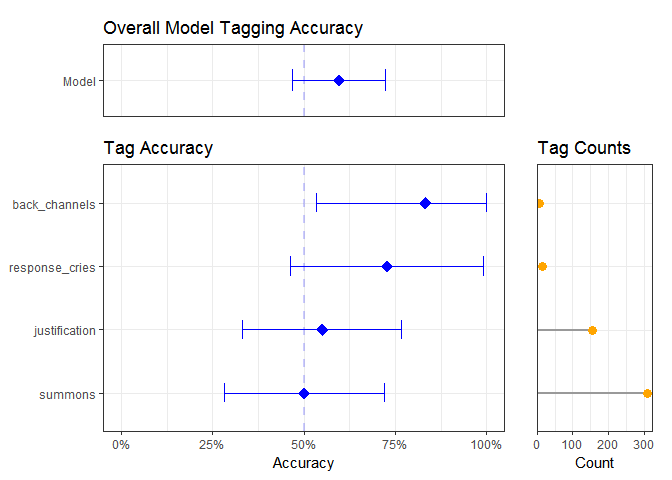 Overall Model Tagging Accuracy
Model
Tag Accuracy
Tag Counts
back_channels
response_cries
justification
summons
0% 25% 50% 75% 100%
0 100 200 300
Accuracy
Count